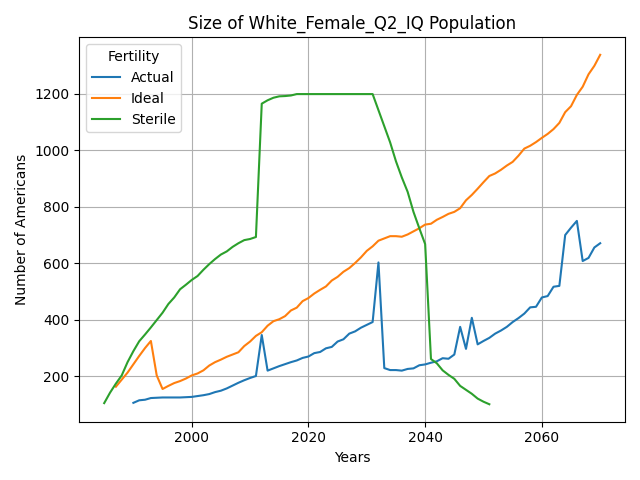 Size of White_Female_Q2_IQ Population
Fertility
Actual
Ideal
Sterile
Number of Americans
1200
1000
800
600
400
200
2000
2020
2040
2060
Years